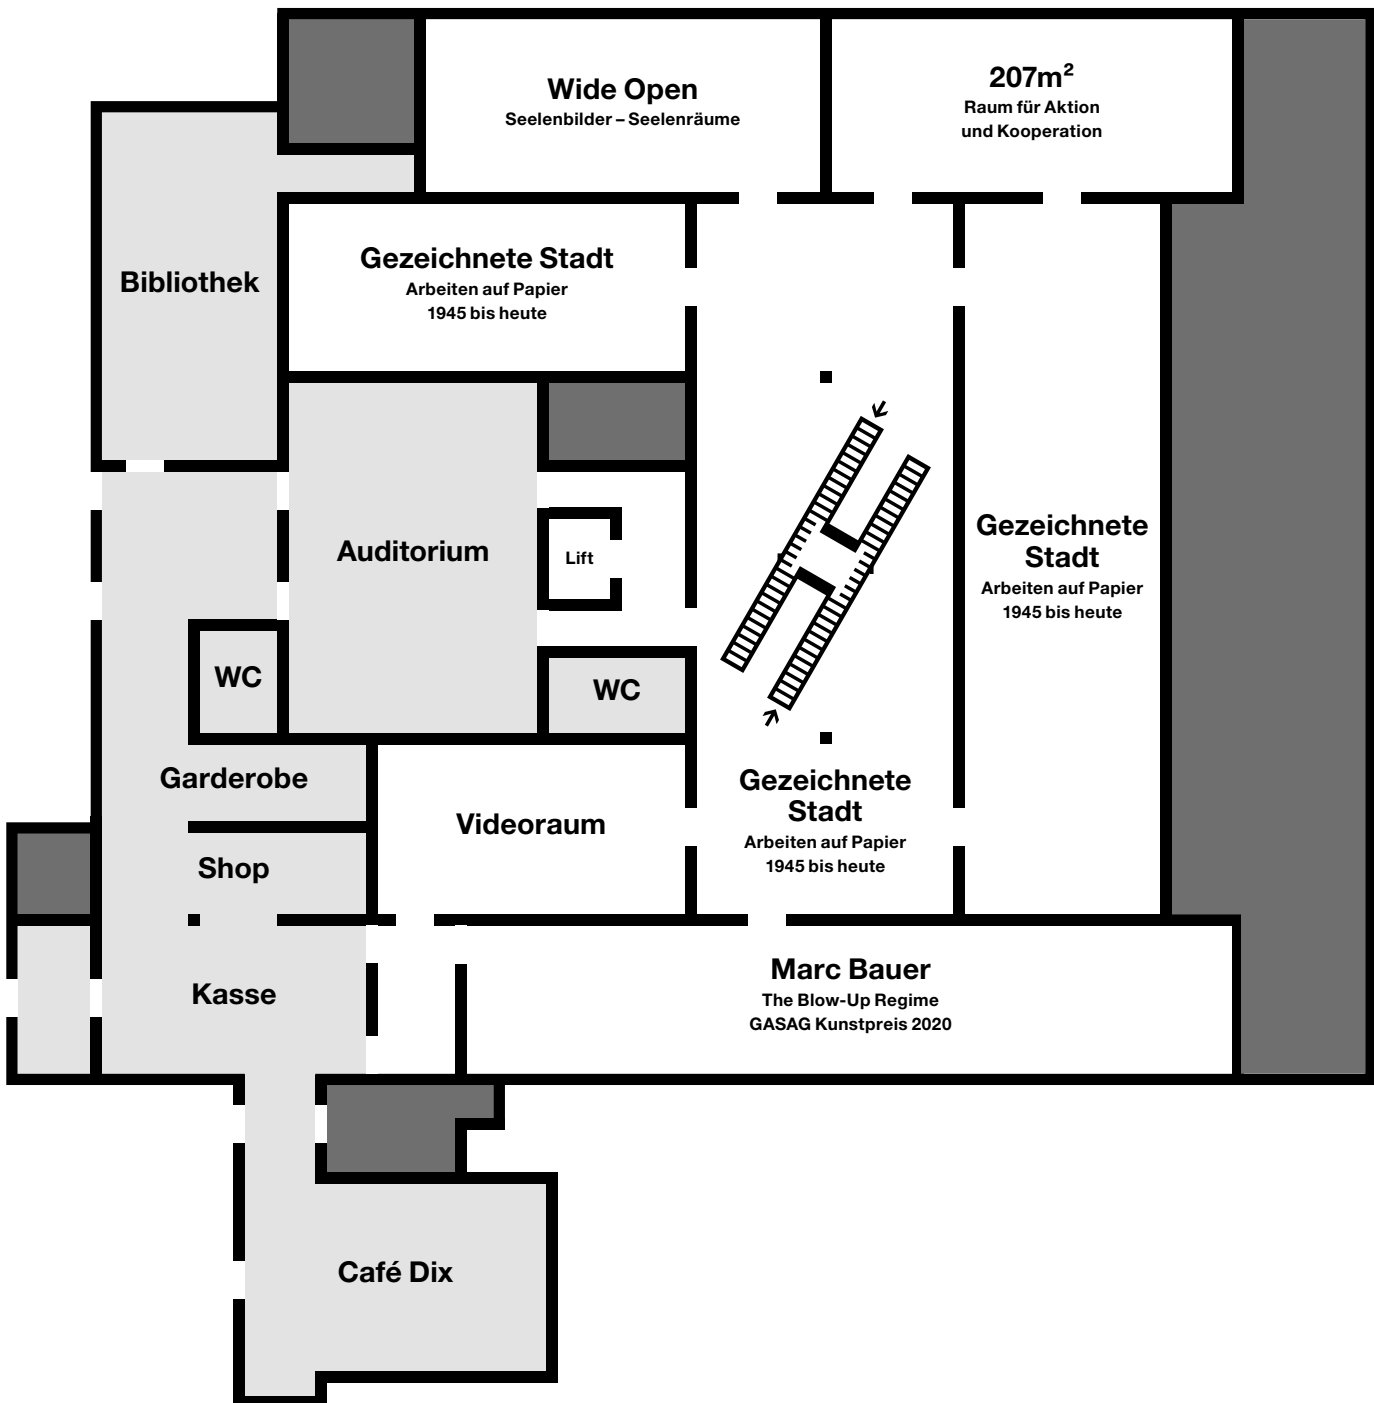 Wide Open
Seelenbilder – Seelenräume
207m²
Raum für Aktion
und Kooperation
Bibliothek
Gezeichnete Stadt
Arbeiten auf Papier
1945 bis heute
Auditorium
Lift
Gezeichnete
Stadt
Arbeiten auf Papier
1945 bis heute
WC
WC
Garderobe
Videoraum
Gezeichnete
Stadt
Arbeiten auf Papier
1945 bis heute
Shop
Kasse
Marc Bauer
The Blow-Up Regime
GASAG Kunstpreis 2020
Café Dix